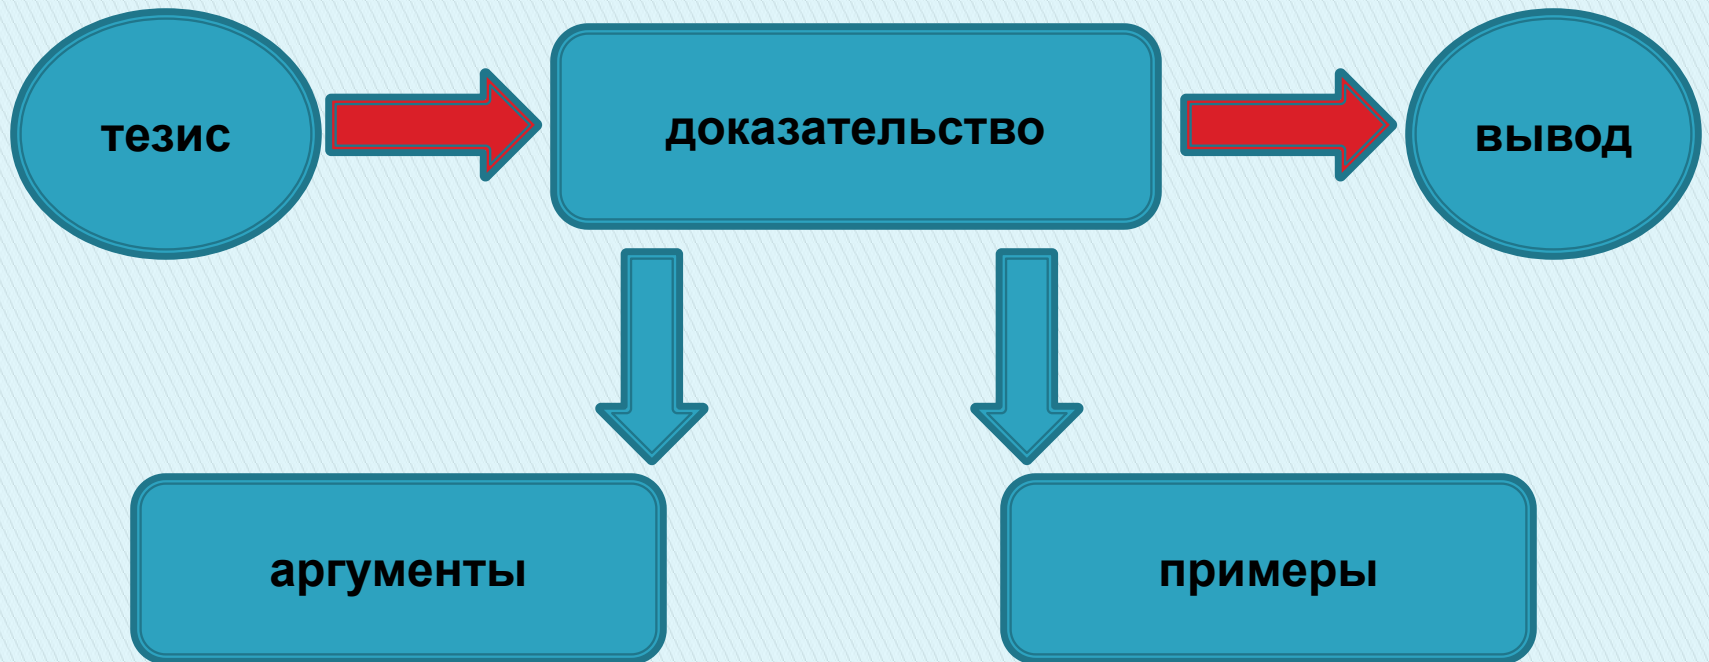 тезис
доказательство
вывод
аргументы
примеры